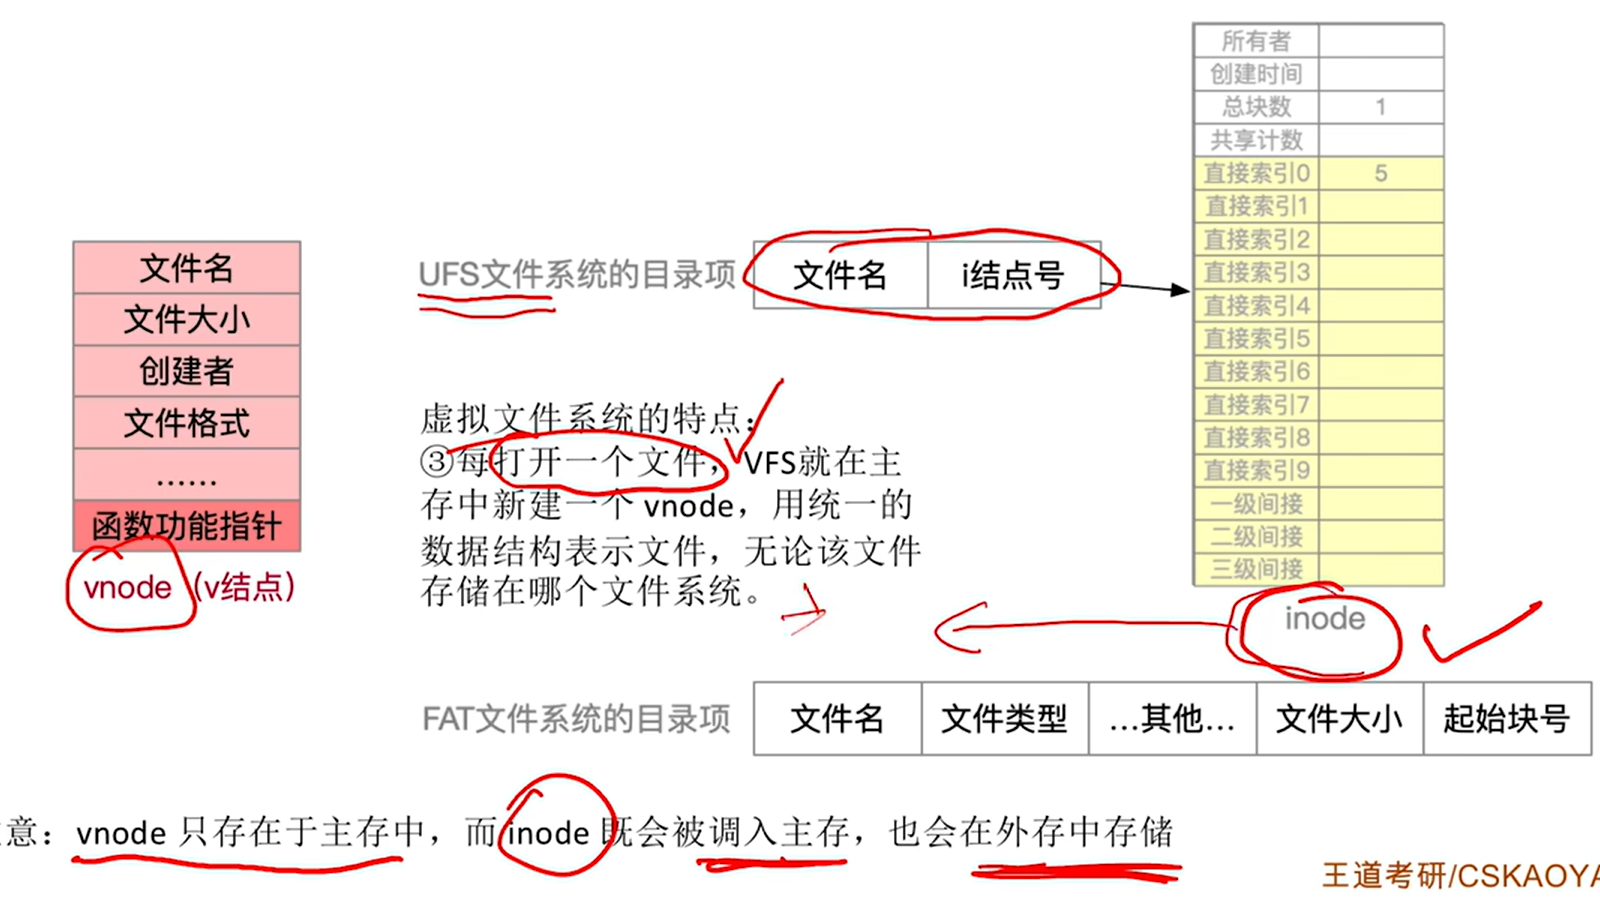 所有者
创建时间
总块数 1
共享计数
直接索引0 5
直接索引1
直接索引2
直接索引3
直接索引4
直接索引5
直接索引6
直接索引7
直接索引8
直接索引9
一级间接
二级间接
三级间接
inode
文件名
文件大小
创建者
文件格式
......
函数功能指针
vnode（v结点）
UFS文件系统的目录项 文件名 i结点号
虚拟文件系统的特点：
③每打开一个文件，VFS就在主
存中新建一个 vnode，用统一的
数据结构表示文件，无论该文件
存储在哪个文件系统。
FAT文件系统的目录项 文件名 文件类型 ...其他... 文件大小 起始块号
意：vnode 只存在于主存中，而 inode 既会被调入主存，也会在外存中存储
王道考研/CSKAOYA